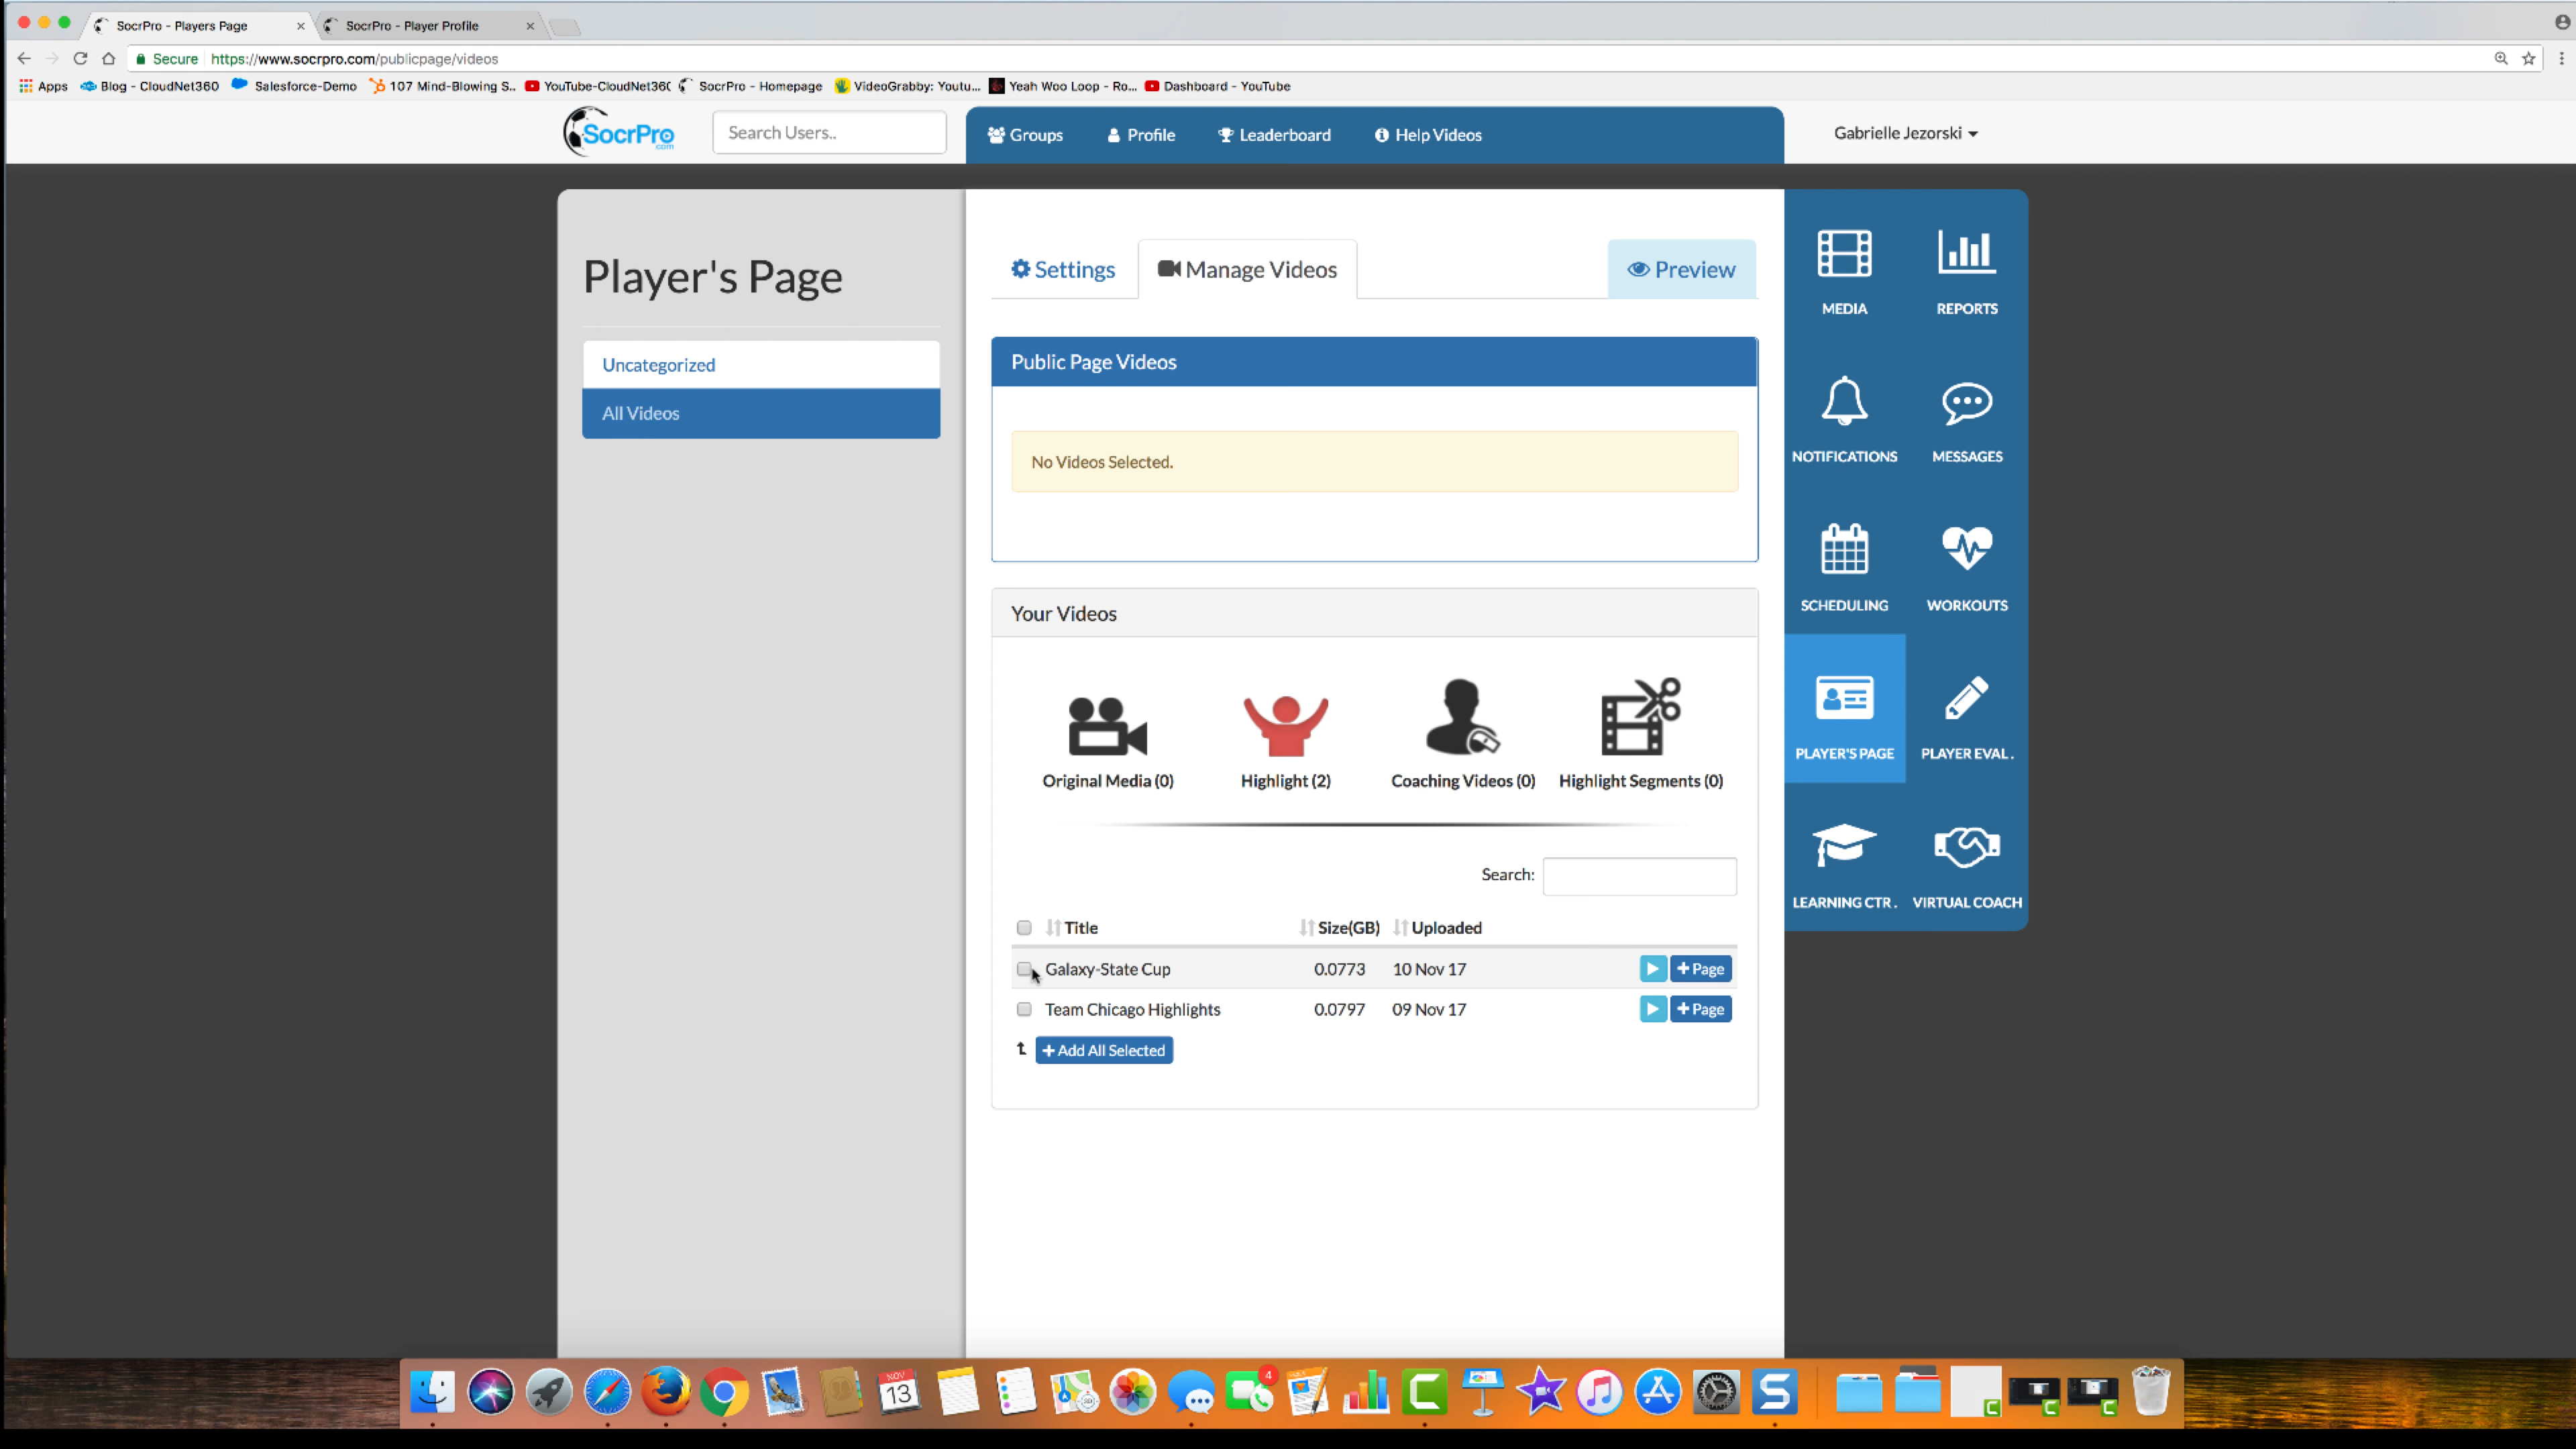 SocrPro - Players Page × SocrPro - Player Profile ×
Secure https://www.socrpro.com/publicpage/videos
Apps Blog - CloudNet360 Salesforce-Demo 107 Mind-Blowing S.. YouTube-CloudNet360 SocrPro - Homepage VideoGrabby: Youtu... Yeah Woo Loop - Ro... Dashboard - YouTube
SocrPro.com Search Users.. Groups Profile Leaderboard Help Videos Gabrielle Jezorski
Player's Page
Uncategorized
All Videos
Settings Manage Videos Preview
Public Page Videos
No Videos Selected.
Your Videos
Original Media (0) Highlight (2) Coaching Videos (0) Highlight Segments (0)
Search:
Title Size(GB) Uploaded
Galaxy-State Cup 0.0773 10 Nov 17 +Page
Team Chicago Highlights 0.0797 09 Nov 17 +Page
+Add All Selected
MEDIA REPORTS
NOTIFICATIONS MESSAGES
SCHEDULING WORKOUTS
PLAYER'S PAGE PLAYER EVAL.
LEARNING CTR. VIRTUAL COACH
NOV
13
4